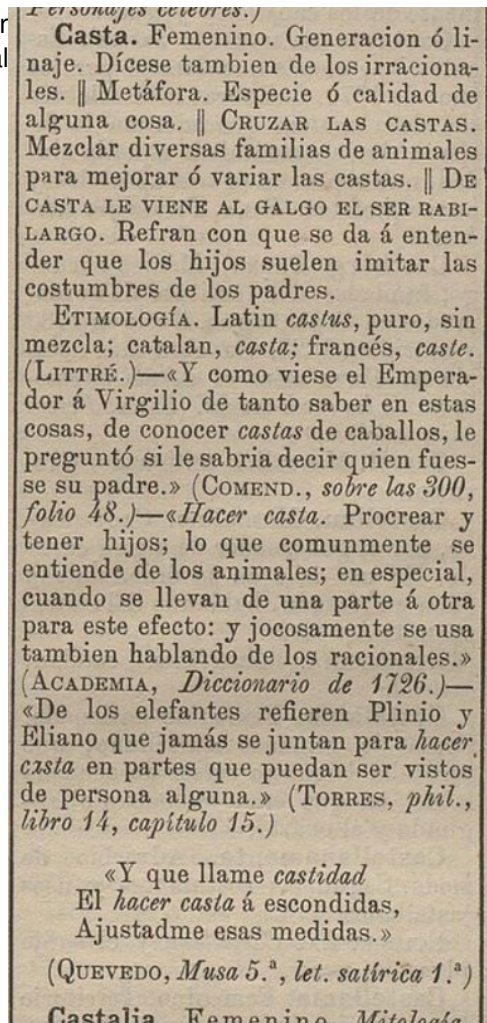 Personajes célebres.)
r
al
Casta. Femenino. Generacion ó li-
naje. Dícese tambien de los irraciona-
les. || Metáfora. Especie ó calidad de
alguna cosa. || CRUZAR LAS CASTAS.
Mezclar diversas familias de animales
para mejorar ó variar las castas. || DE
CASTA LE VIENE AL GALGO EL SER RABI-
LARGO. Refran con que se da á enten-
der que los hijos suelen imitar las
costumbres de los padres.
ETIMOLOGÍA. Latin castus, puro, sin
mezcla; catalan, casta; francés, caste.
(LITTRÉ.)—«Y como viese el Empera-
dor á Virgilio de tanto saber en estas
cosas, de conocer castas de caballos, le
preguntó si le sabria decir quien fues-
se su padre.» (COMEND., sobre las 300,
folio 48.)—«Hacer casta. Procrear y
tener hijos; lo que comunmente se
entiende de los animales; en especial,
cuando se llevan de una parte á otra
para este efecto: y jocosamente se usa
tambien hablando de los racionales.»
(ACADEMIA, Diccionario de 1726.)—
«De los elefantes refieren Plinio y
Eliano que jamás se juntan para hacer
casta en partes que puedan ser vistos
de persona alguna.» (TORRES, phil.,
libro 14, capítulo 15.)
«Y que llame castidad
El hacer casta á escondidas,
Ajustadme esas medidas.»
(QUEVEDO, Musa 5.ª, let. satírica 1.ª)
Castalia. Femenino. Mitología.